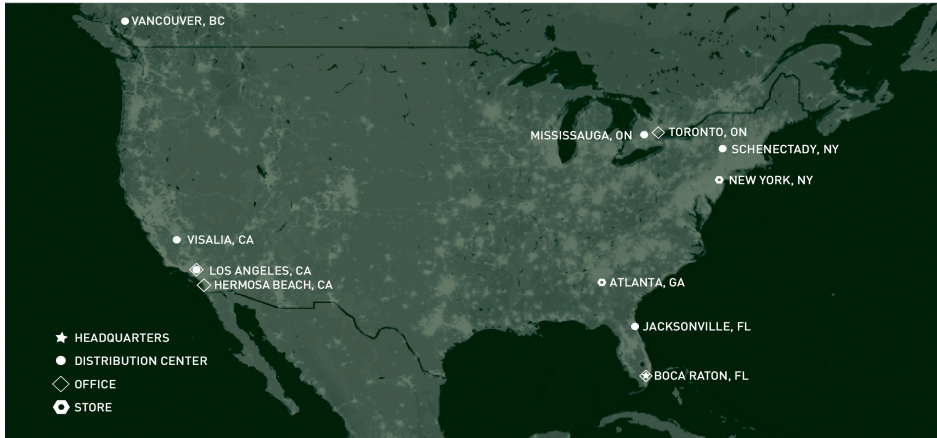 VANCOUVER, BC
MISSISSAUGA, ON
TORONTO, ON
SCHENECTADY, NY
NEW YORK, NY
VISALIA, CA
LOS ANGELES, CA
HERMOSA BEACH, CA
ATLANTA, GA
JACKSONVILLE, FL
BOCA RATON, FL
HEADQUARTERS
DISTRIBUTION CENTER
OFFICE
STORE